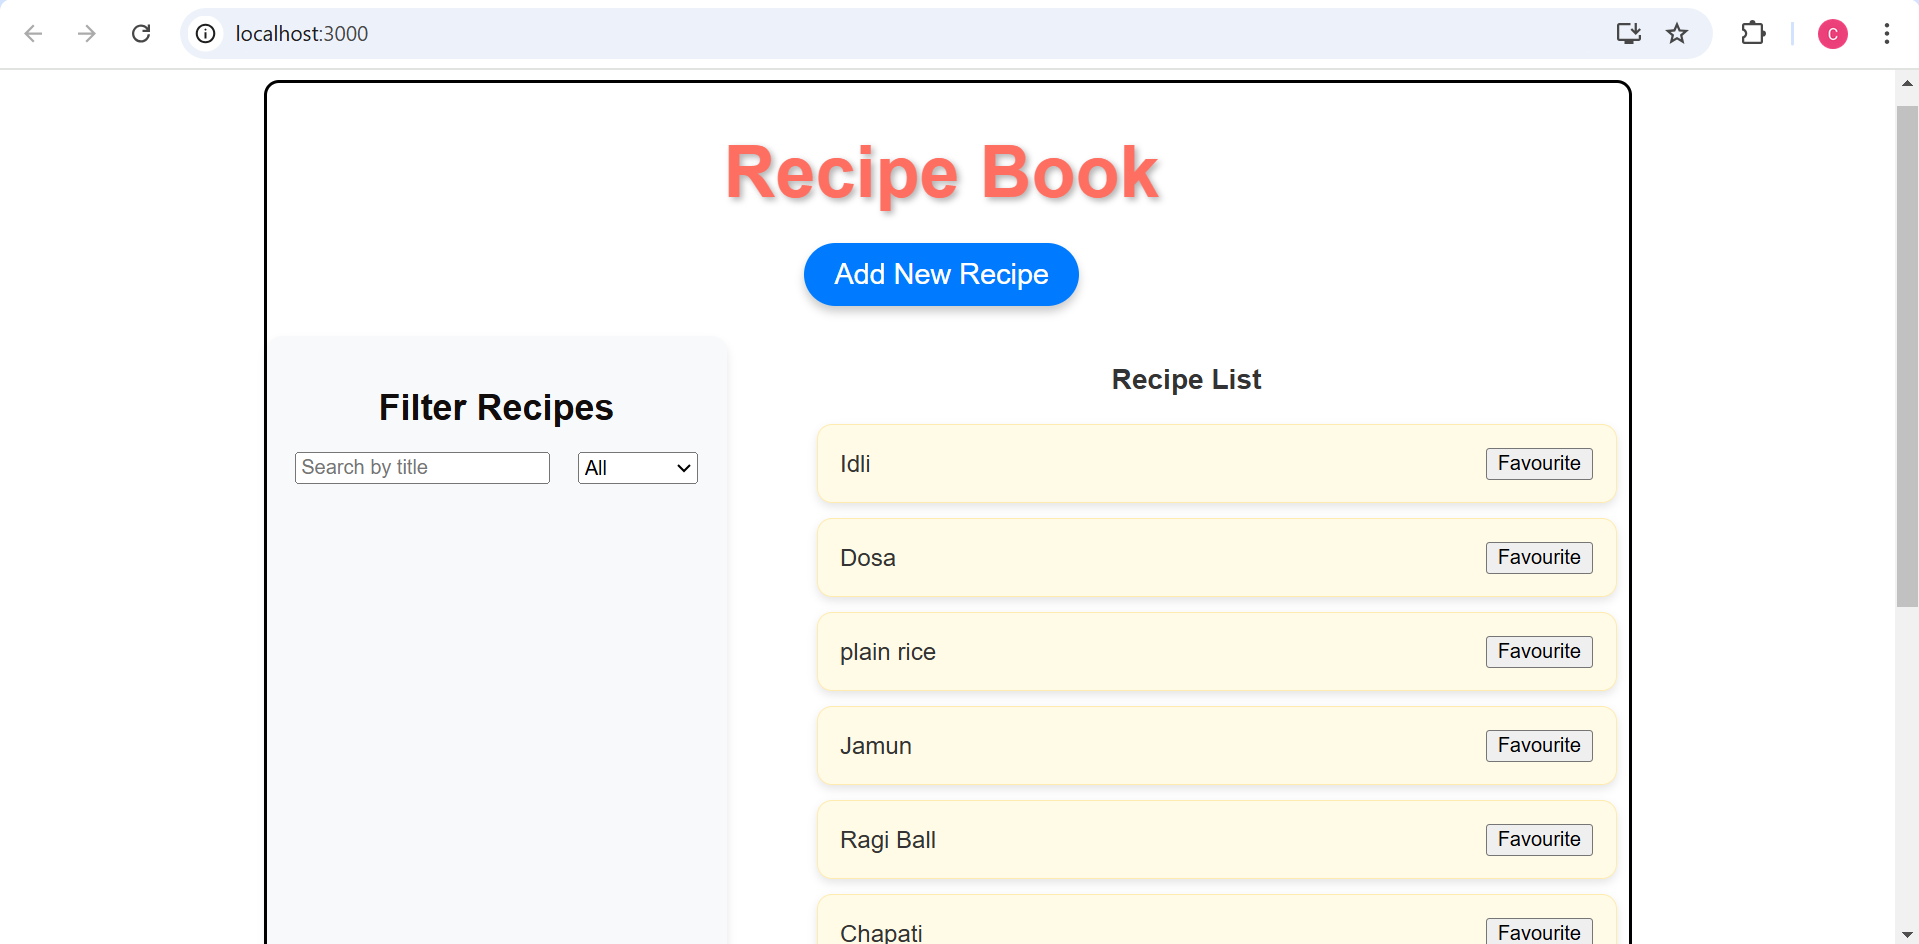 localhost:3000
C
Recipe Book
Add New Recipe
Filter Recipes
Search by title
All
Recipe List
Idli Favourite
Dosa Favourite
plain rice Favourite
Jamun Favourite
Ragi Ball Favourite
Chapati Favourite